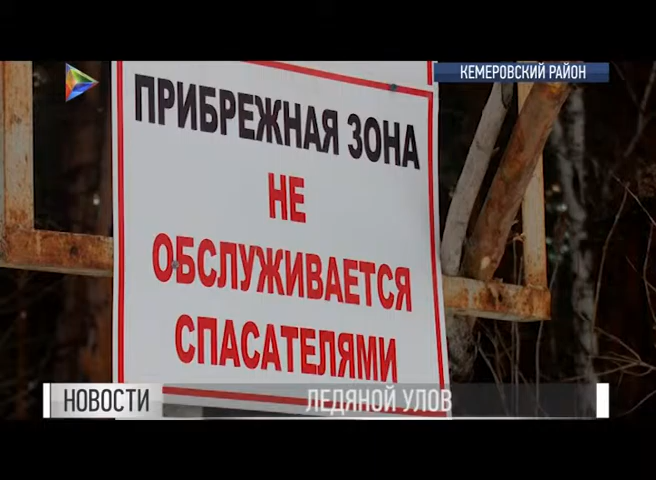 КЕМЕРОВСКИЙ РАЙОН
ПРИБРЕЖНАЯ ЗОНА
НЕ
ОБСЛУЖИВАЕТСЯ
СПАСАТЕЛЯМИ
НОВОСТИ
ЛЕДЯНОЙ УЛОВ